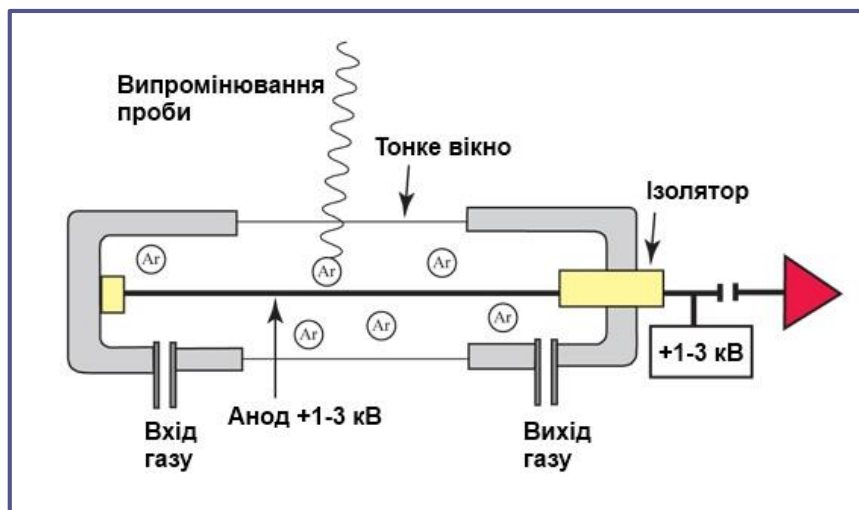 Випромінювання
проби
Тонке вікно
Ізолятор
Ar
Ar
Ar
Ar
Ar
Ar
+1-3 кВ
Анод +1-3 кВ
Вхід
газу
Вихід
газу